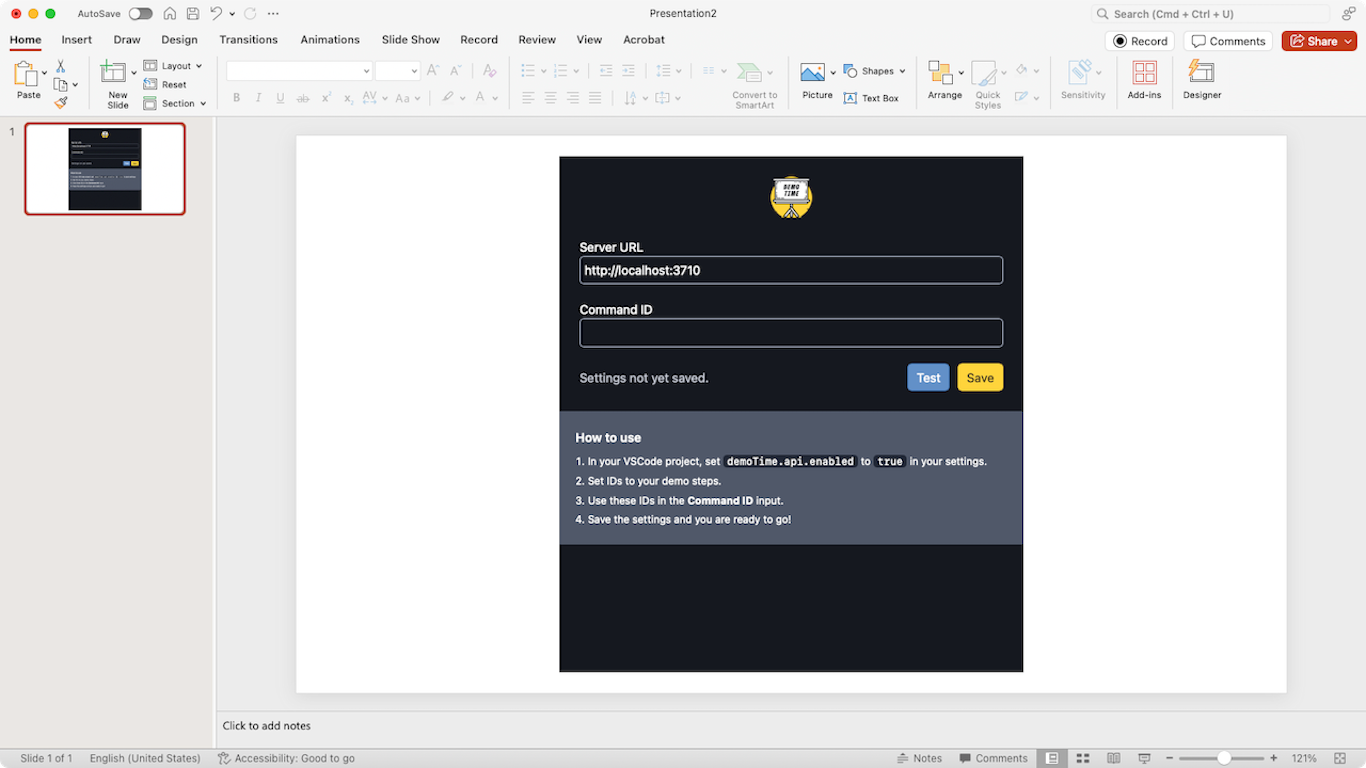 AutoSave
Presentation2
Search (Cmd + Ctrl + U)
Home Insert Draw Design Transitions Animations Slide Show Record Review View Acrobat
Record Comments Share
Paste
New Slide
Layout
Reset
Section
B I U ab x² x₂ AV Aa A
Convert to SmartArt
Picture
Shapes
Text Box
Arrange
Quick Styles
Sensitivity
Add-ins
Designer
1
DEMO
TIME
Server URL
http://localhost:3710
Command ID
Settings not yet saved. Test Save
How to use
1. In your VSCode project, set demoTime.api.enabled to true in your settings.
2. Set IDs to your demo steps.
3. Use these IDs in the Command ID input.
4. Save the settings and you are ready to go!
Click to add notes
Slide 1 of 1 English (United States) Accessibility: Good to go Notes Comments 121%